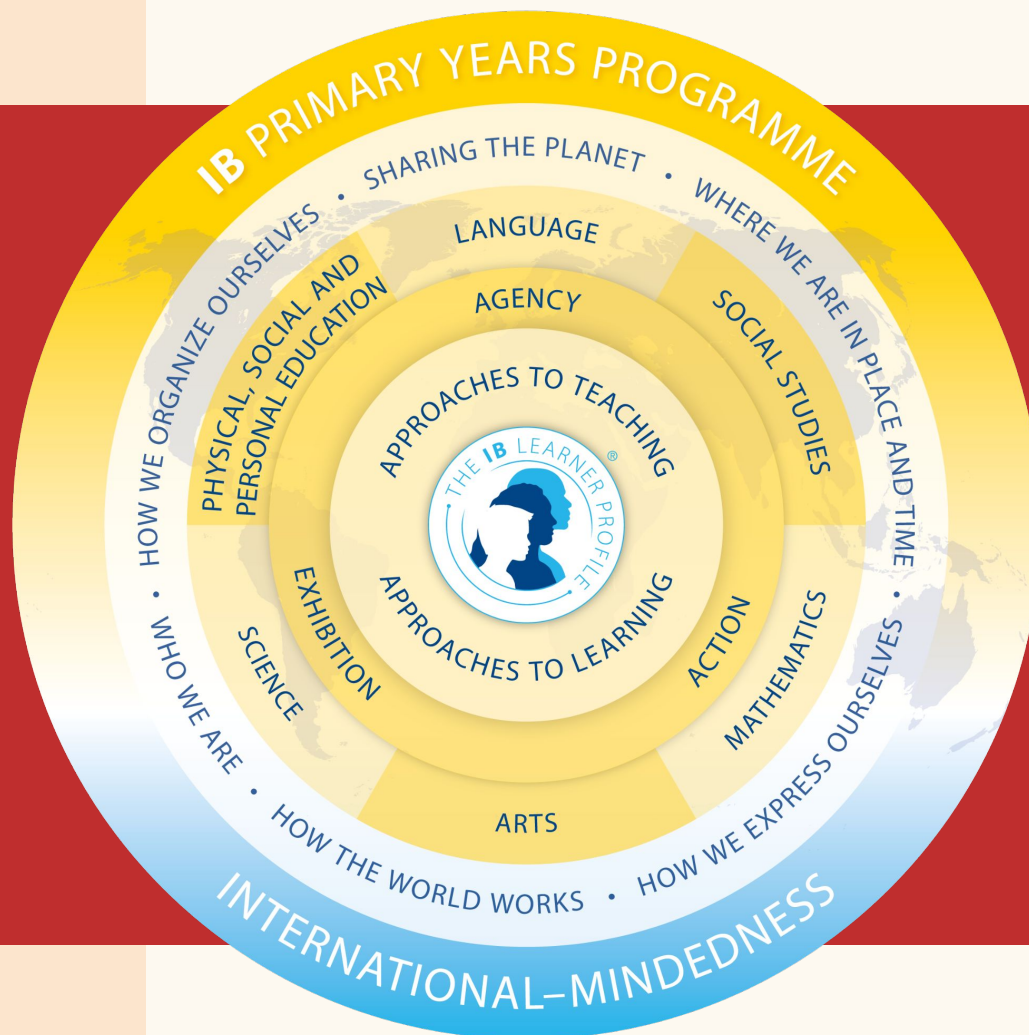 IB PRIMARY YEARS PROGRAMME
SHARING THE PLANET •
WHERE WE ARE IN PLACE AND TIME •
HOW WE EXPRESS OURSELVES •
HOW THE WORLD WORKS •
WHO WE ARE •
HOW WE ORGANIZE OURSELVES •
LANGUAGE
SOCIAL STUDIES
MATHEMATICS
ARTS
SCIENCE
PHYSICAL, SOCIAL AND
PERSONAL EDUCATION
AGENCY
ACTION
EXHIBITION
APPROACHES TO TEACHING
APPROACHES TO LEARNING
• THE IB LEARNER PROFILE • ®
INTERNATIONAL–MINDEDNESS